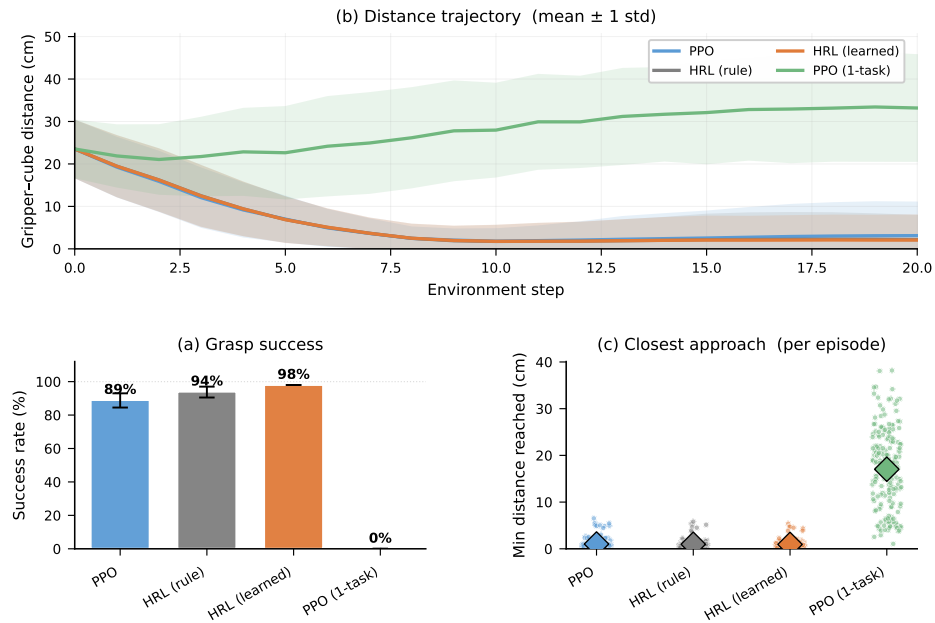 (b) Distance trajectory  (mean ± 1 std)
Gripper–cube distance (cm)
50
40
30
20
10
0
PPO
HRL (rule)
HRL (learned)
PPO (1-task)
0.0 2.5 5.0 7.5 10.0 12.5 15.0 17.5 20.0
Environment step
(a) Grasp success
Success rate (%)
100
80
60
40
20
0
89% 94% 98% 0%
PPO HRL (rule) HRL (learned) PPO (1-task)
(c) Closest approach  (per episode)
Min distance reached (cm)
40
30
20
10
0
PPO HRL (rule) HRL (learned) PPO (1-task)